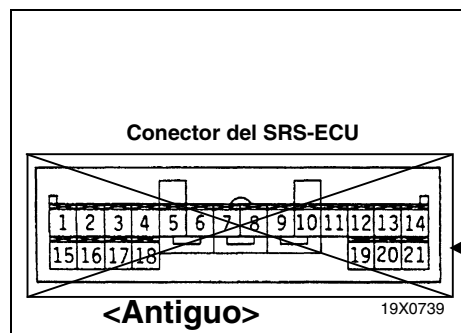 Conector del SRS-ECU
1 2 3 4 5 6 7 8 9 10 11 12 13 14
15 16 17 18 19 20 21
<Antiguo>
19X0739